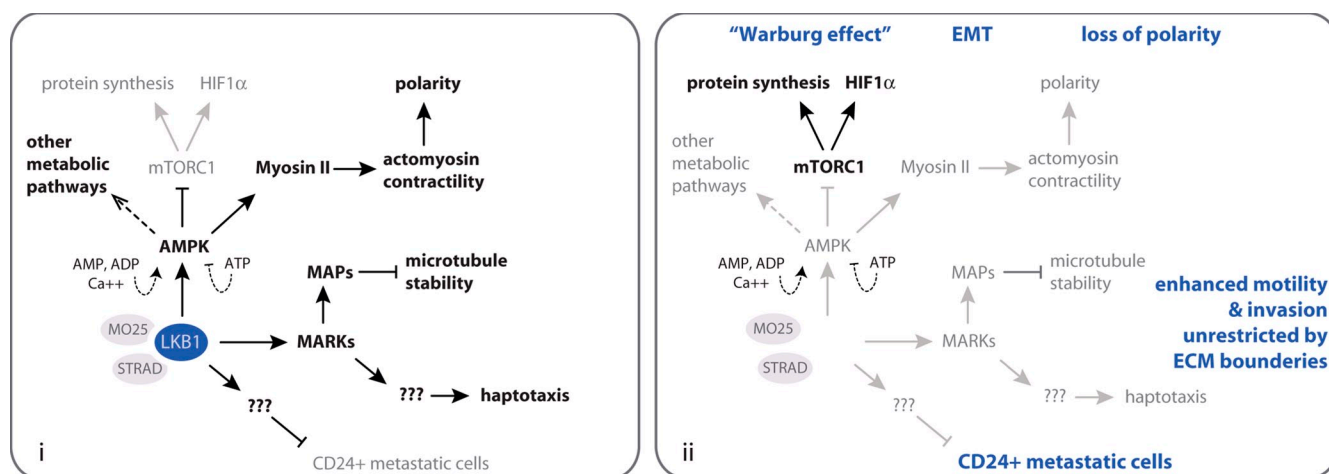 protein synthesis
HIF1α
polarity
other
metabolic
pathways
mTORC1
Myosin II
actomyosin
contractility
AMPK
AMP, ADP
Ca++
ATP
MAPs
microtubule
stability
MO25
LKB1
STRAD
MARKs
???
???
haptotaxis
CD24+ metastatic cells
i
“Warburg effect”
EMT
loss of polarity
protein synthesis
HIF1α
polarity
other
metabolic
pathways
mTORC1
Myosin II
actomyosin
contractility
AMPK
AMP, ADP
Ca++
ATP
MAPs
microtubule
stability
enhanced motility
& invasion
unrestricted by
ECM bounderies
MO25
STRAD
MARKs
???
???
haptotaxis
CD24+ metastatic cells
ii